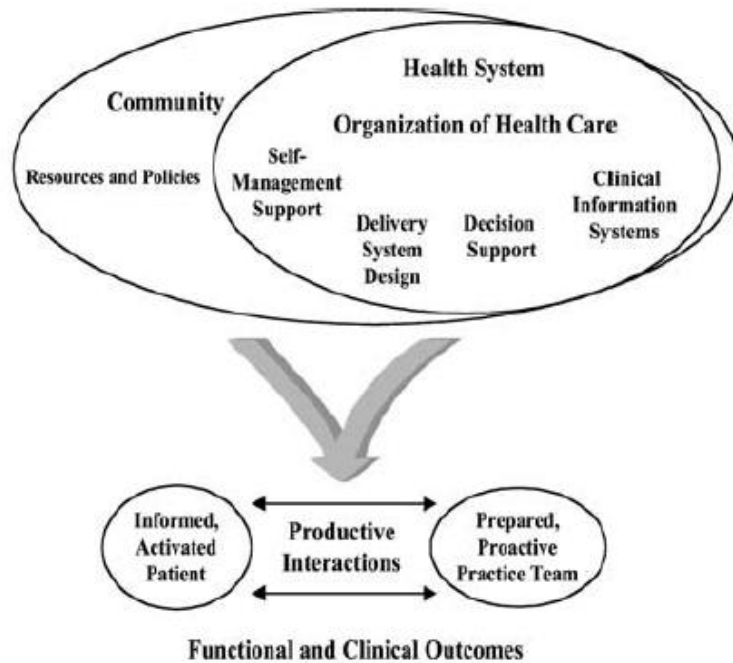 Health System
Community
Organization of Health Care
Resources and Policies
Self-
Management
Support
Delivery
System
Design
Decision
Support
Clinical
Information
Systems
Informed,
Activated
Patient
Productive
Interactions
Prepared,
Proactive
Practice Team
Functional and Clinical Outcomes